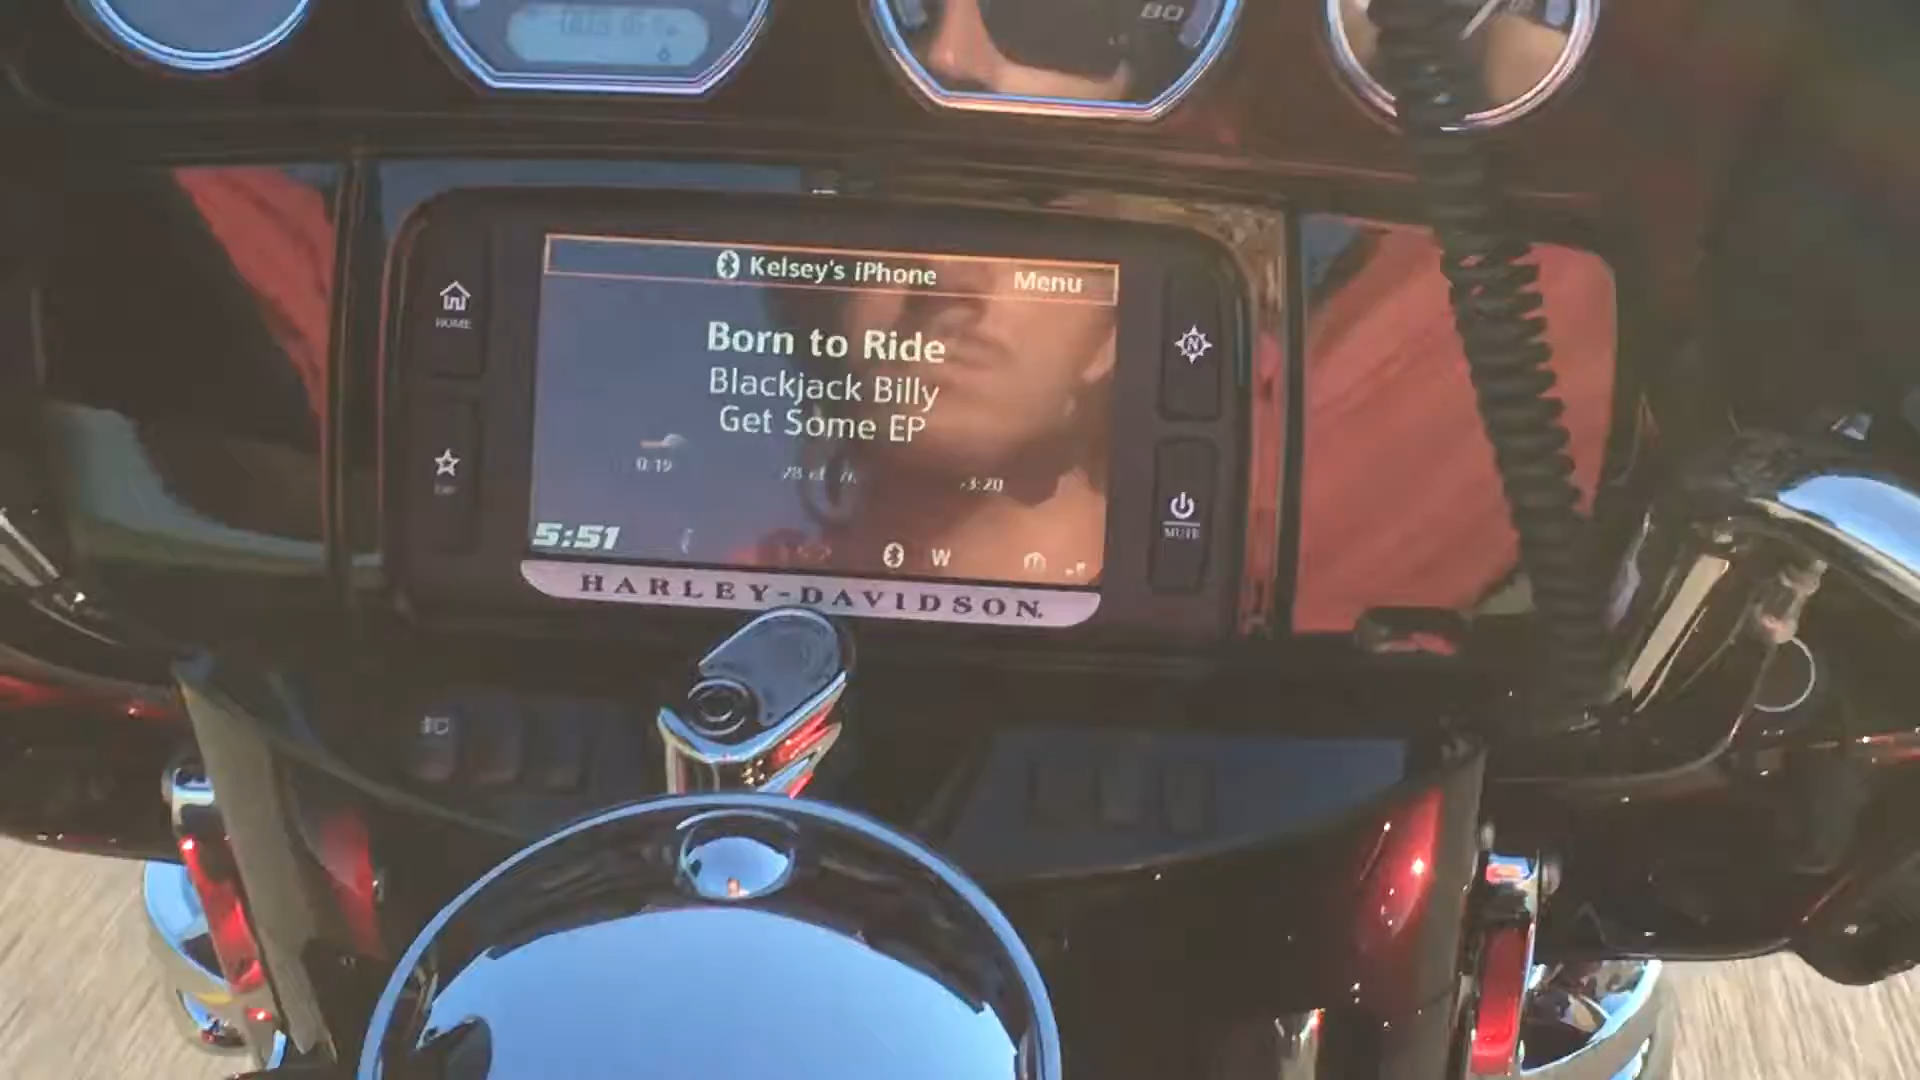 80
Kelsey's iPhone
Menu
Born to Ride
Blackjack Billy
Get Some EP
0:19
-3:20
5:51
W
HARLEY-DAVIDSON
HOME
N
MUTE